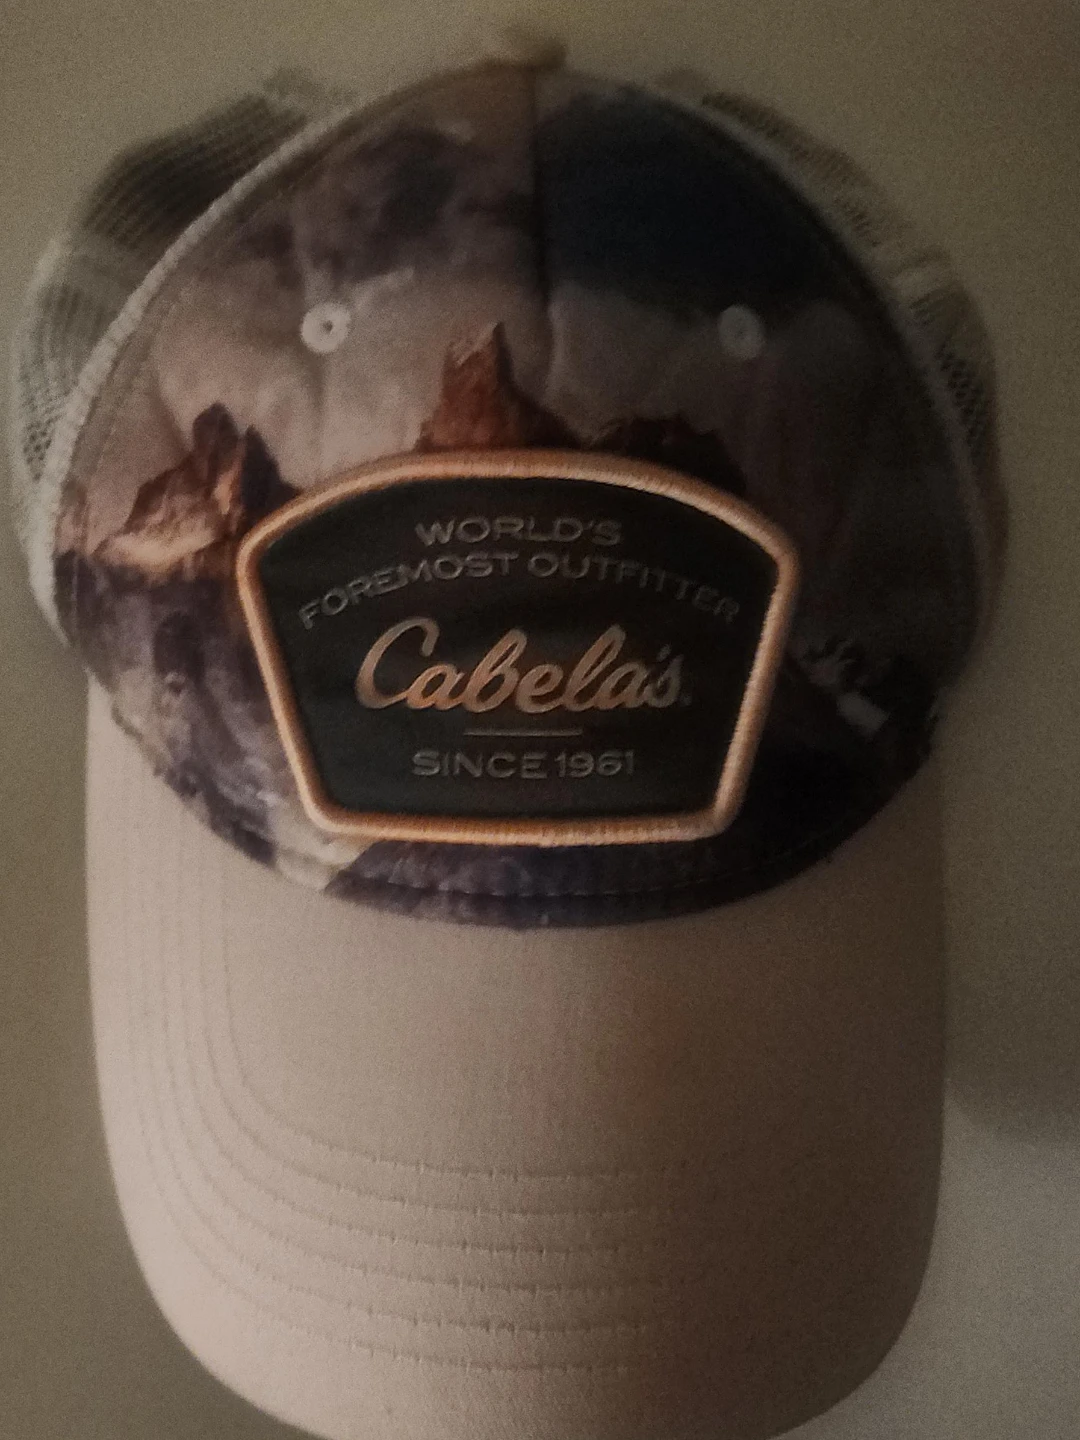 WORLD'S
FOREMOST OUTFITTER
Cabela's.
SINCE 1961